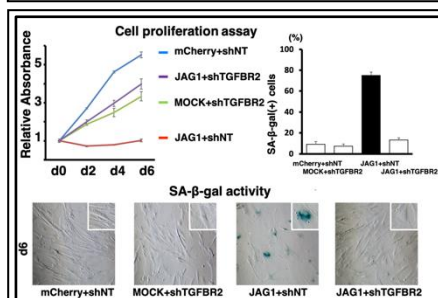 Cell proliferation assay
Relative Absorbance
5
3
1
d0 d2 d4 d6
mCherry+shNT
JAG1+shTGFBR2
MOCK+shTGFBR2
JAG1+shNT
(%)
SA-β-gal(+) cells
100
80
60
40
20
0
mCherry+shNT JAG1+shNT
MOCK+shTGFBR2 JAG1+shTGFBR2
SA-β-gal activity
d6
mCherry+shNT MOCK+shTGFBR2 JAG1+shNT JAG1+shTGFBR2